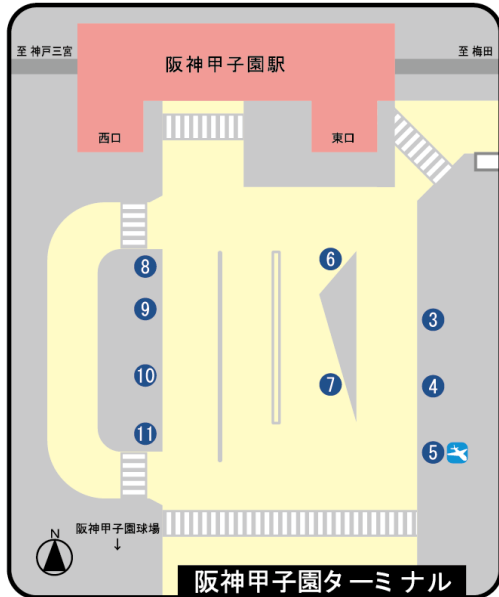 至 神戸三宮
阪神甲子園駅
至 梅田
西口
東口
6
8
9
3
10
7
4
11
5
阪神甲子園球場
↓
N
阪神甲子園ターミナル